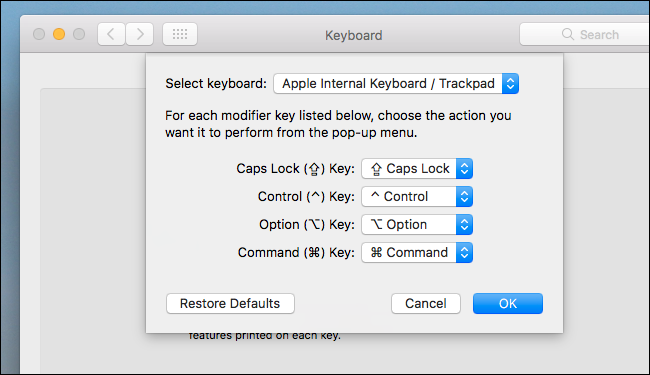 Keyboard
Search
Select keyboard: Apple Internal Keyboard / Trackpad
For each modifier key listed below, choose the action you
want it to perform from the pop-up menu.
Caps Lock (⇪) Key: ⇪ Caps Lock
Control (^) Key: ^ Control
Option (⌥) Key: ⌥ Option
Command (⌘) Key: ⌘ Command
Restore Defaults Cancel OK
features printed on each key.